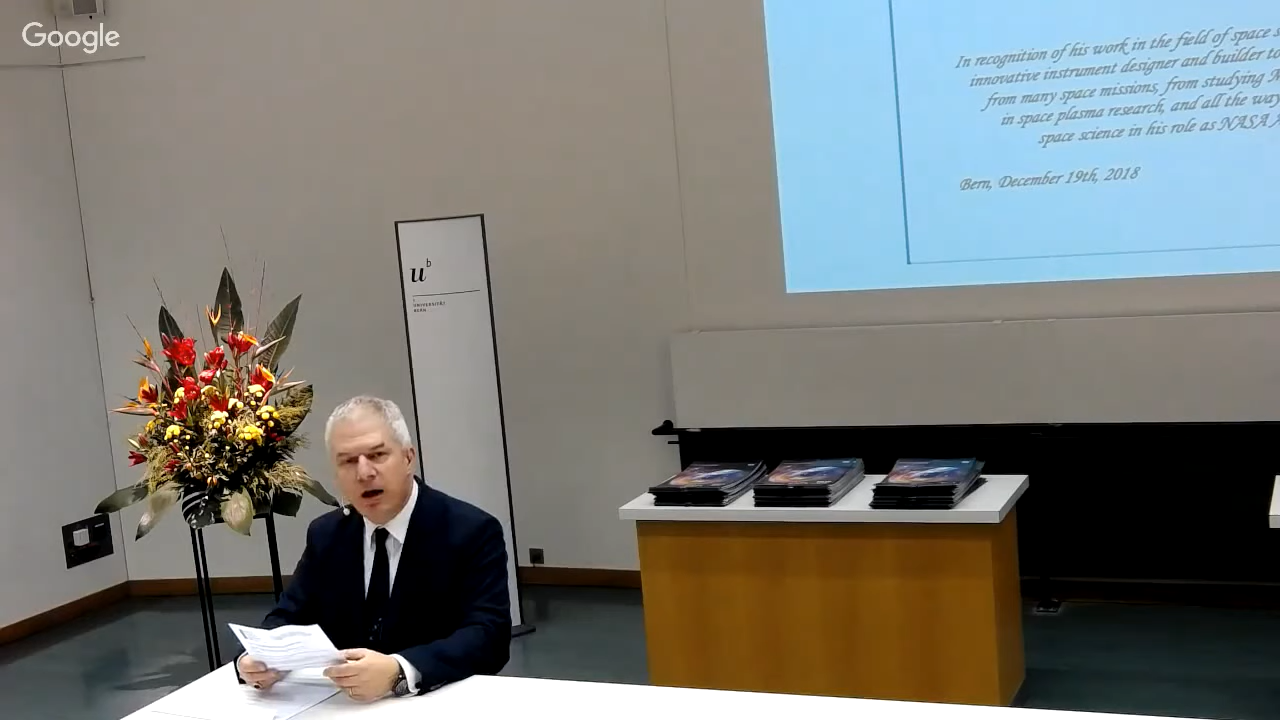 Google
In recognition of his work in the field of space
innovative instrument designer and builder to
from many space missions, from studying
in space plasma research, and all the way
space science in his role as NASA
Bern, December 19th, 2018
u b
UNIVERSITÄT
BERN